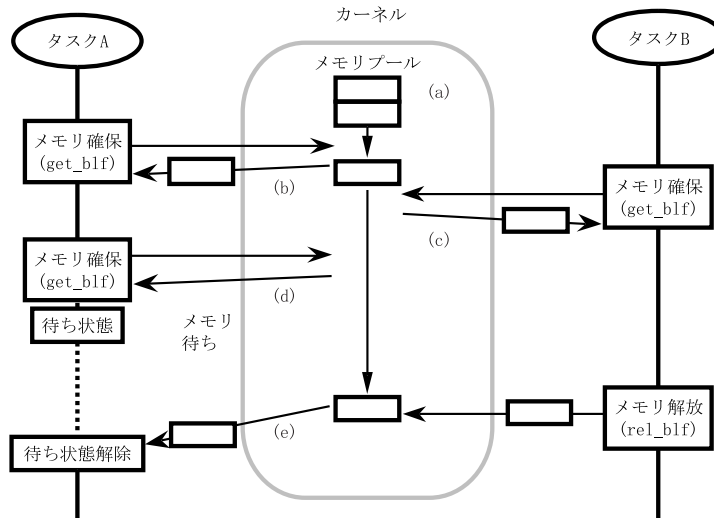 カーネル
タスクA
タスクB
メモリプール
(a)
メモリ確保
(get_blf)
(b)
メモリ確保
(get_blf)
(c)
メモリ確保
(get_blf)
(d)
待ち状態
メモリ
待ち
メモリ解放
(rel_blf)
(e)
待ち状態解除